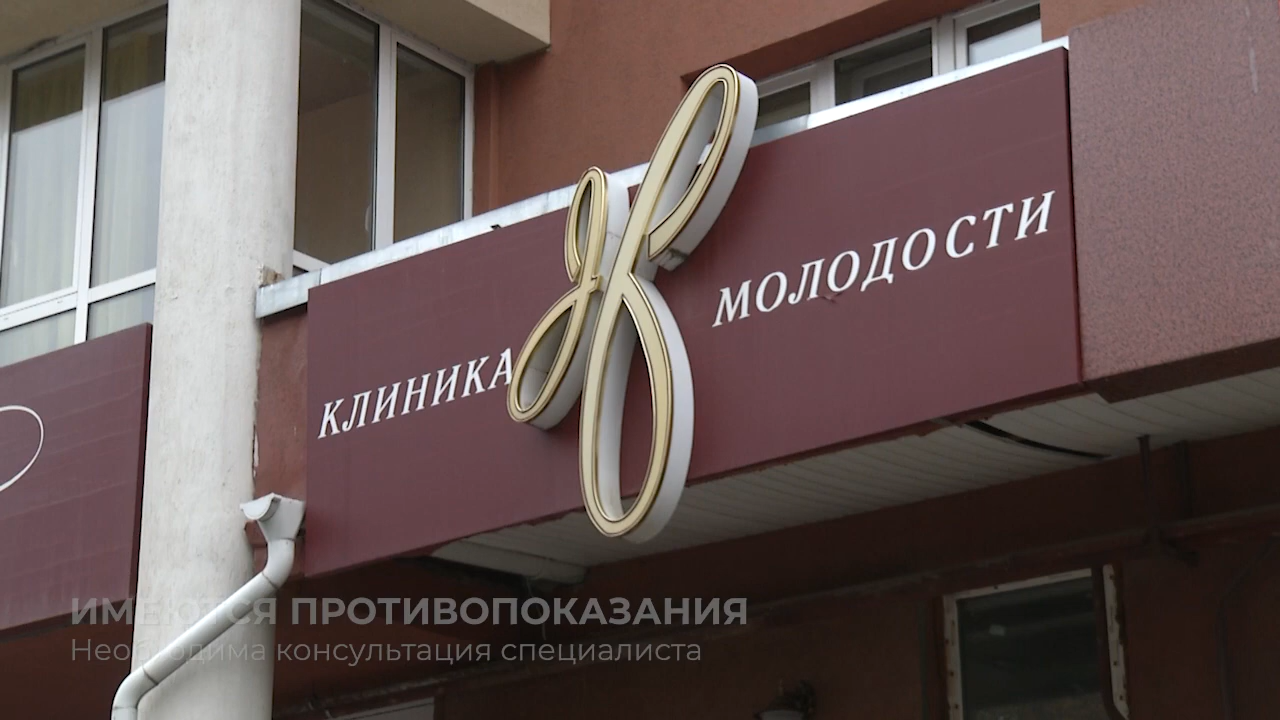 КЛИНИКА МОЛОДОСТИ
ИМЕЮТСЯ ПРОТИВОПОКАЗАНИЯ
Необходима консультация специалиста